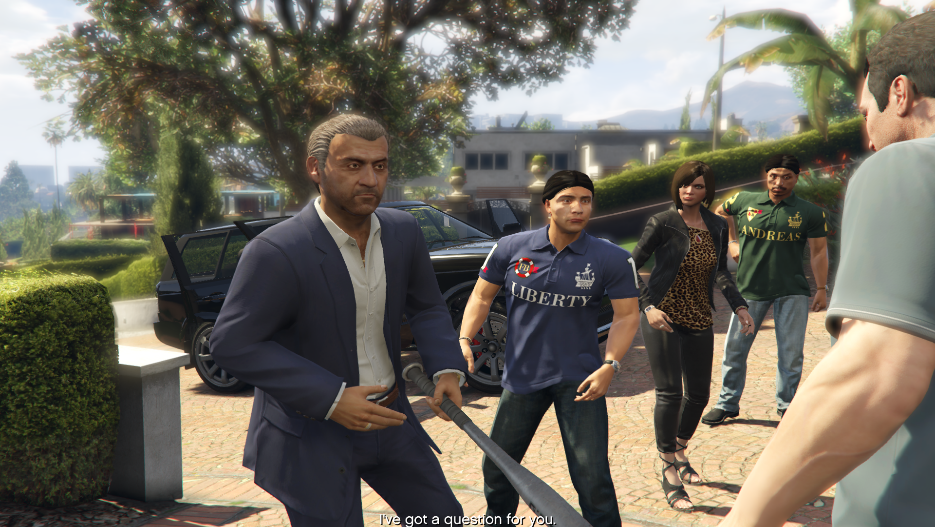 LIBERTY
ANDREAS
I've got a question for you.